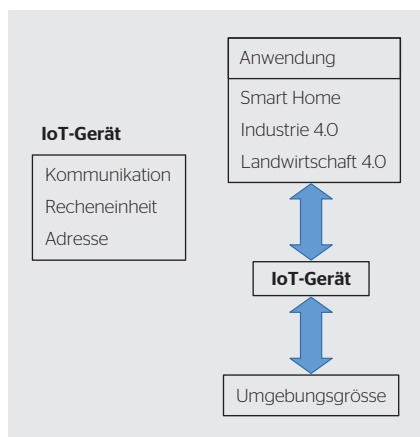 IoT-Gerät
Kommunikation
Recheneinheit
Adresse
Anwendung
Smart Home
Industrie 4.0
Landwirtschaft 4.0
IoT-Gerät
Umgebungsgrösse